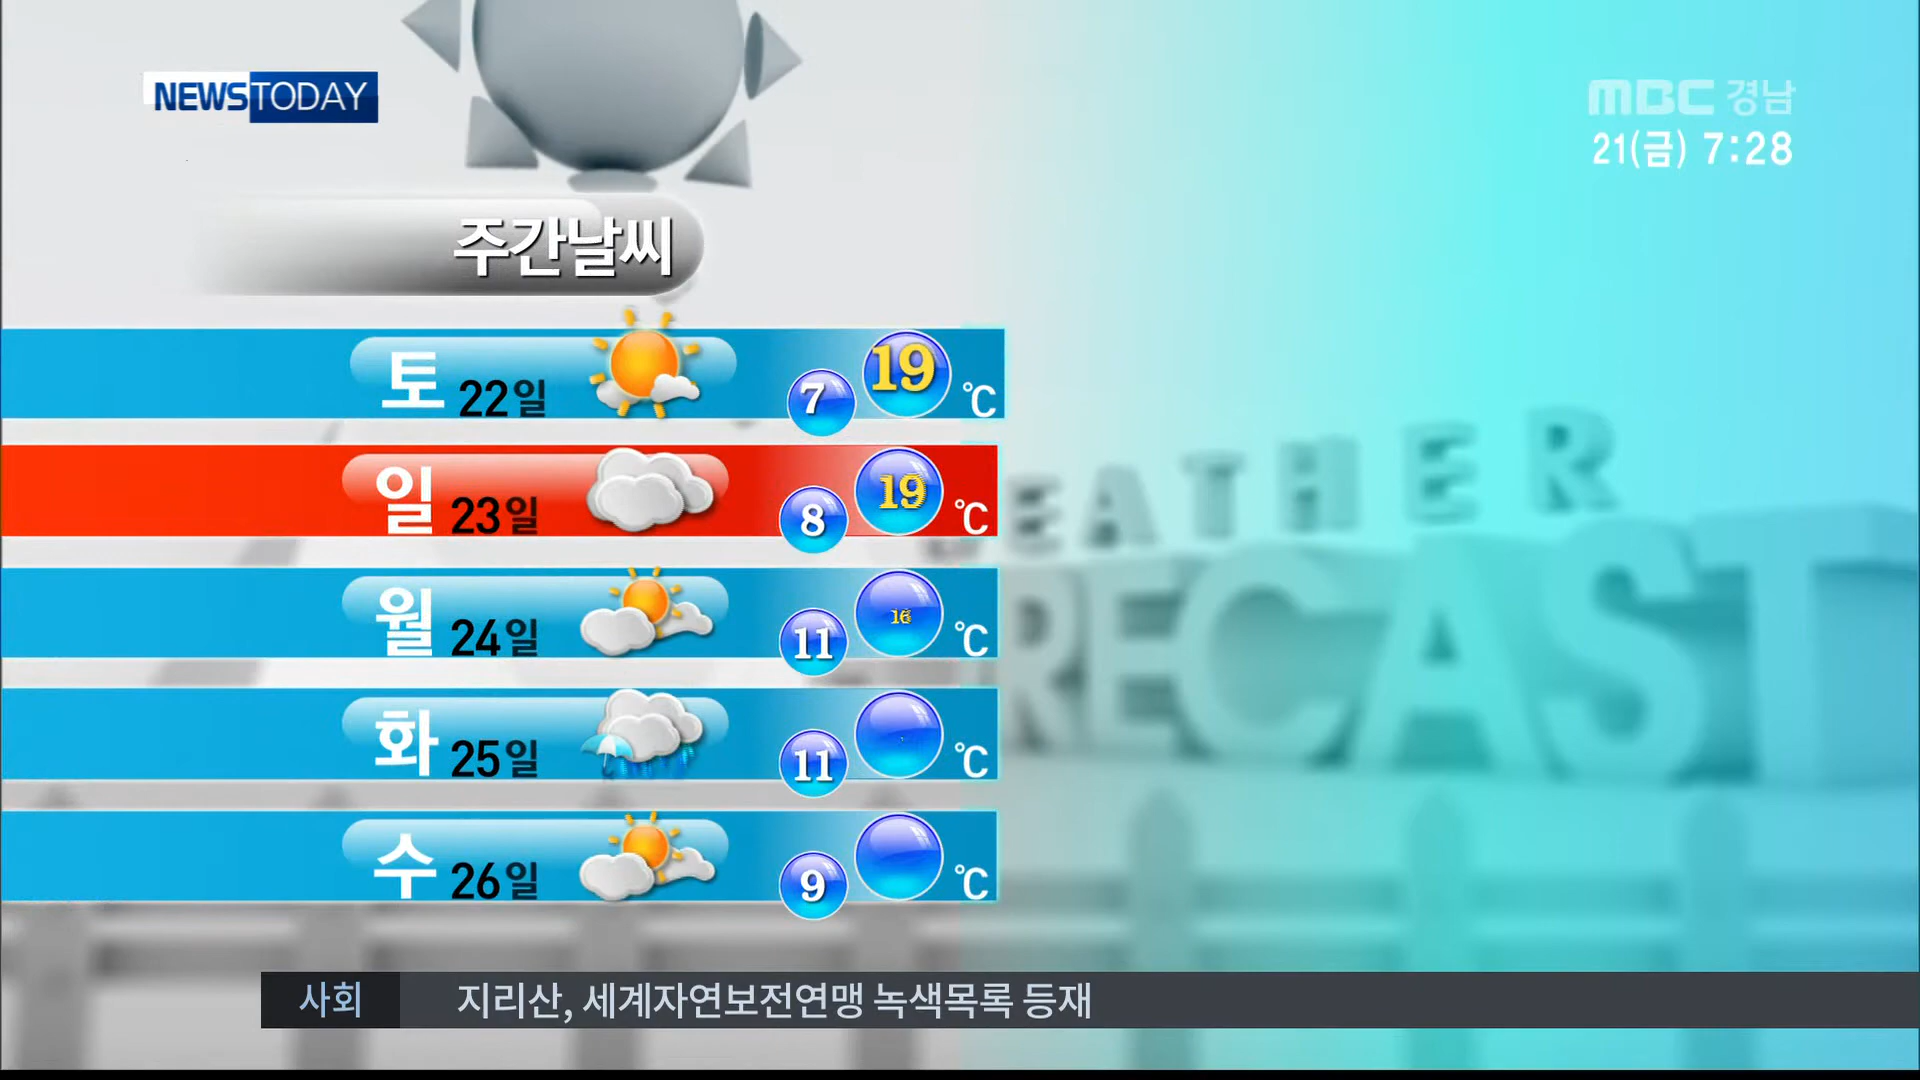 NEWSTODAY
MBC 경남
21(금) 7:28
주간날씨
토 22일 7 19 ℃
일 23일 8 19 ℃
월 24일 11 16 ℃
화 25일 11 ℃
수 26일 9 ℃
EATHER
RECAST
사회 지리산, 세계자연보전연맹 녹색목록 등재